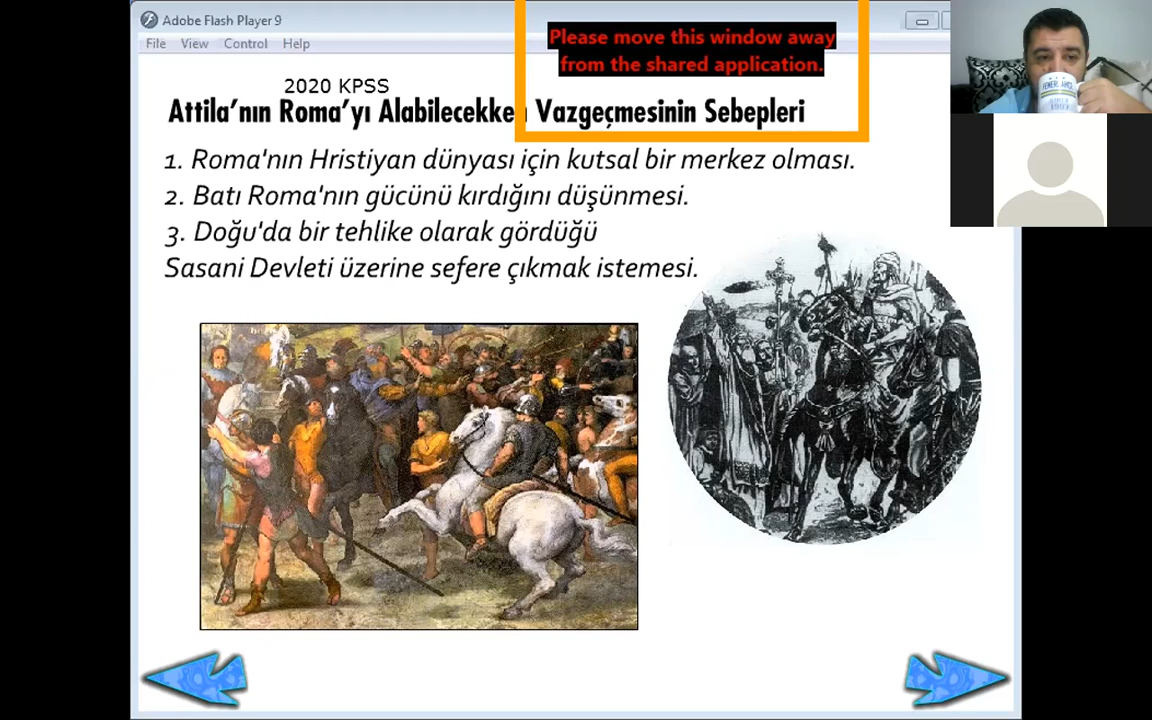 Adobe Flash Player 9
File View Control Help
Please move this window away
from the shared application.
2020 KPSS
Attila'nın Roma'yı Alabilecekke Vazgeçmesinin Sebepleri
1. Roma'nın Hristiyan dünyası için kutsal bir merkez olması.
2. Batı Roma'nın gücünü kırdığını düşünmesi.
3. Doğu'da bir tehlike olarak gördüğü
Sasani Devleti üzerine sefere çıkmak istemesi.